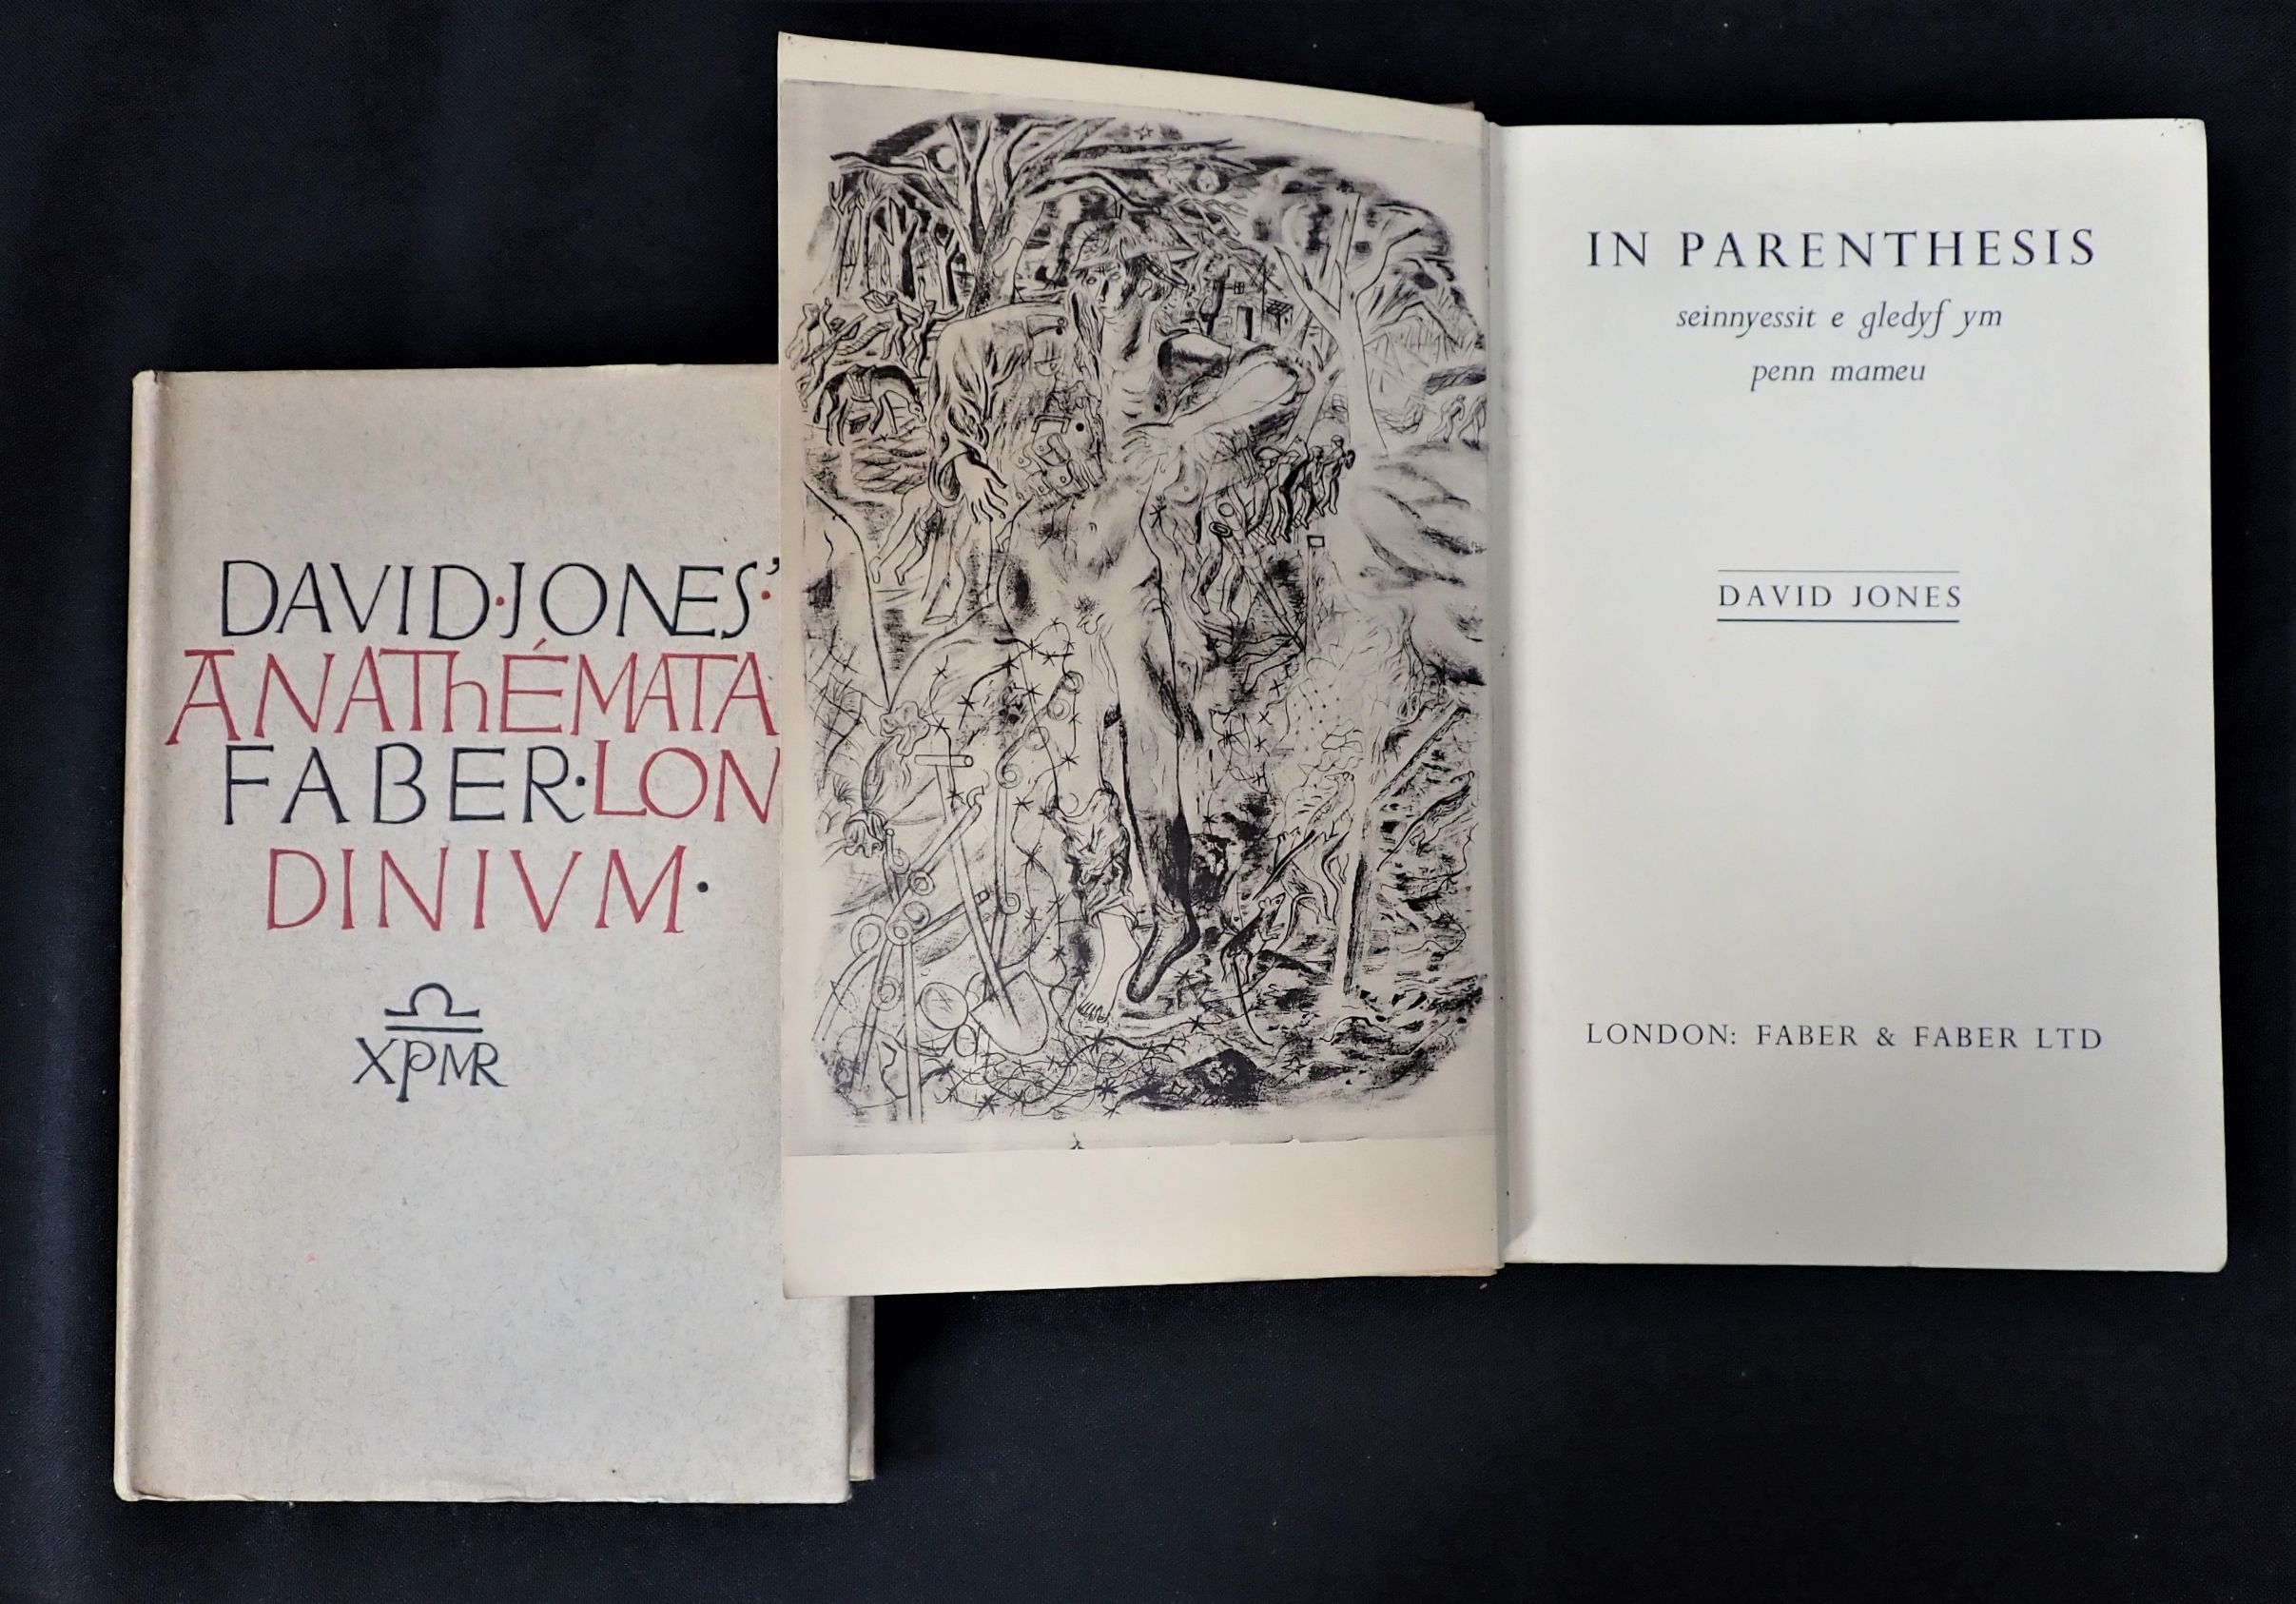 DAVID·JONES'·
ANAThÉMATA
FABER·LON
DINIVM·
XPMR
IN PARENTHESIS
seinnyessit e gledyf ym
penn mameu
DAVID JONES
LONDON: FABER & FABER LTD